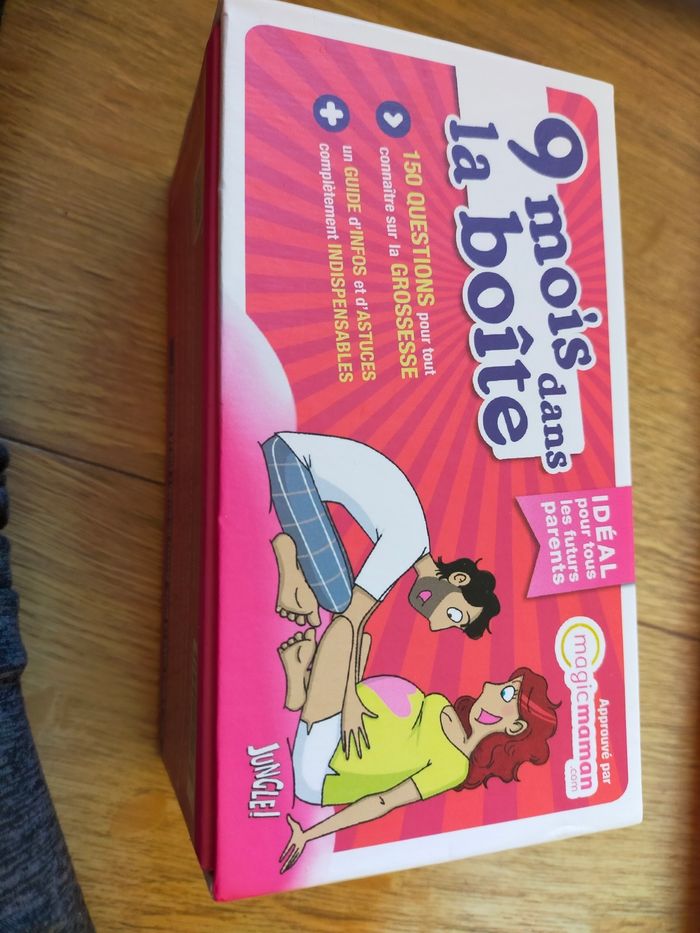 9 mois dans
la boîte
150 QUESTIONS pour tout
connaître sur la GROSSESSE
un GUIDE d'INFOS et d'ASTUCES
complètement INDISPENSABLES
IDÉAL
pour tous
les futurs
parents
Approuvé par
magicmaman
.com
JUNGLE!